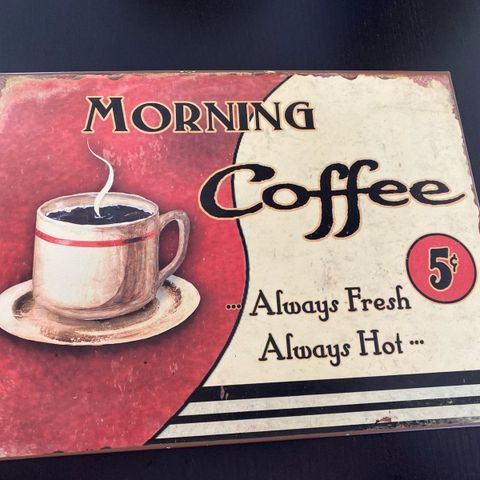 MORNING
Coffee
5¢
... Always Fresh
Always Hot ...